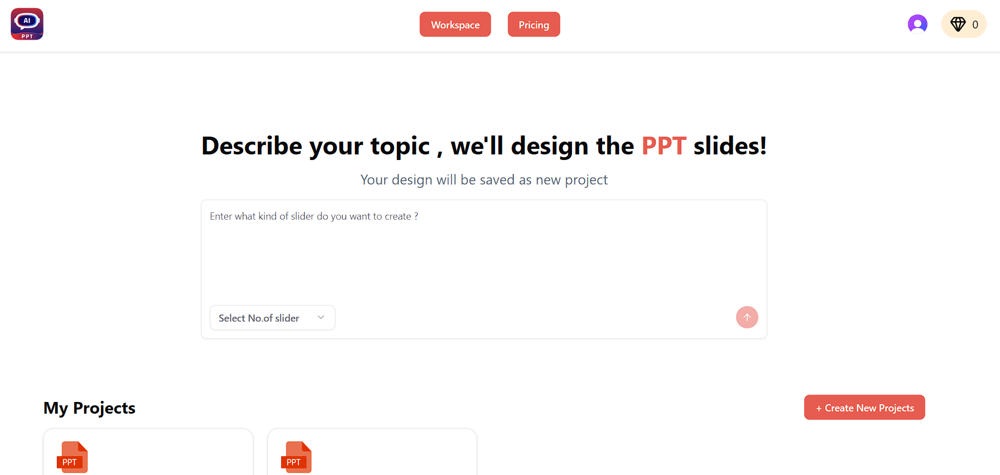 AI
PPT
Workspace
Pricing
0
Describe your topic , we'll design the PPT slides!
Your design will be saved as new project
Enter what kind of slider do you want to create ?
Select No.of slider
My Projects
+ Create New Projects
PPT
PPT